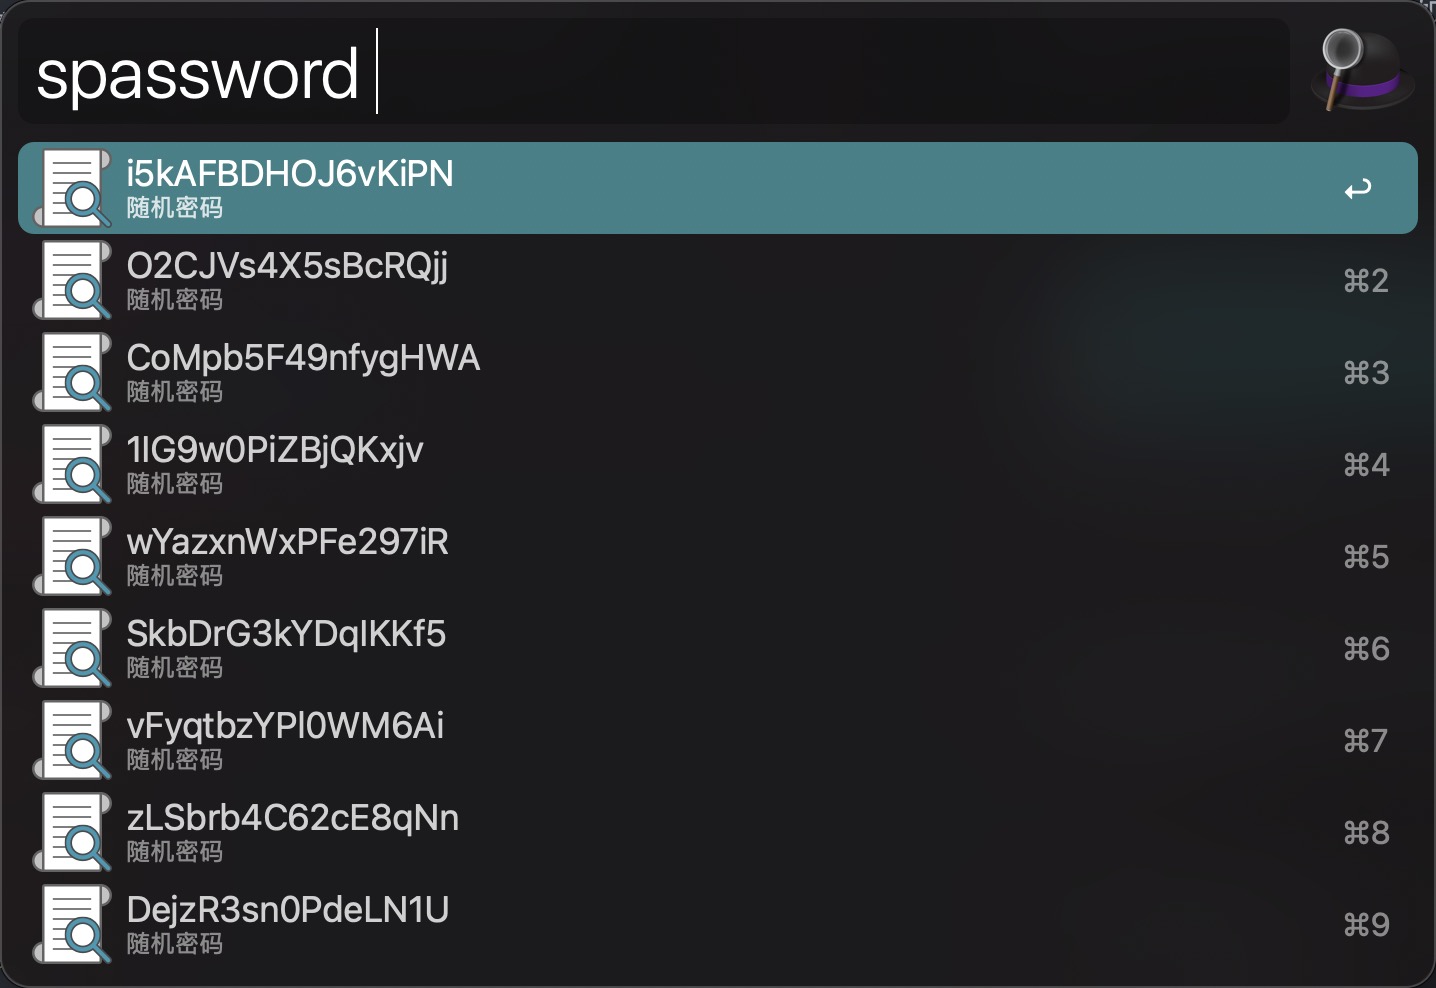 spassword
i5kAFBDHOJ6vKiPN
随机密码
O2CJVs4X5sBcRQjj
随机密码
⌘2
CoMpb5F49nfygHWA
随机密码
⌘3
1lG9w0PiZBjQKxjv
随机密码
⌘4
wYazxnWxPFe297iR
随机密码
⌘5
SkbDrG3kYDqlKKf5
随机密码
⌘6
vFyqtbzYPl0WM6Ai
随机密码
⌘7
zLSbrb4C62cE8qNn
随机密码
⌘8
DejzR3sn0PdeLN1U
随机密码
⌘9